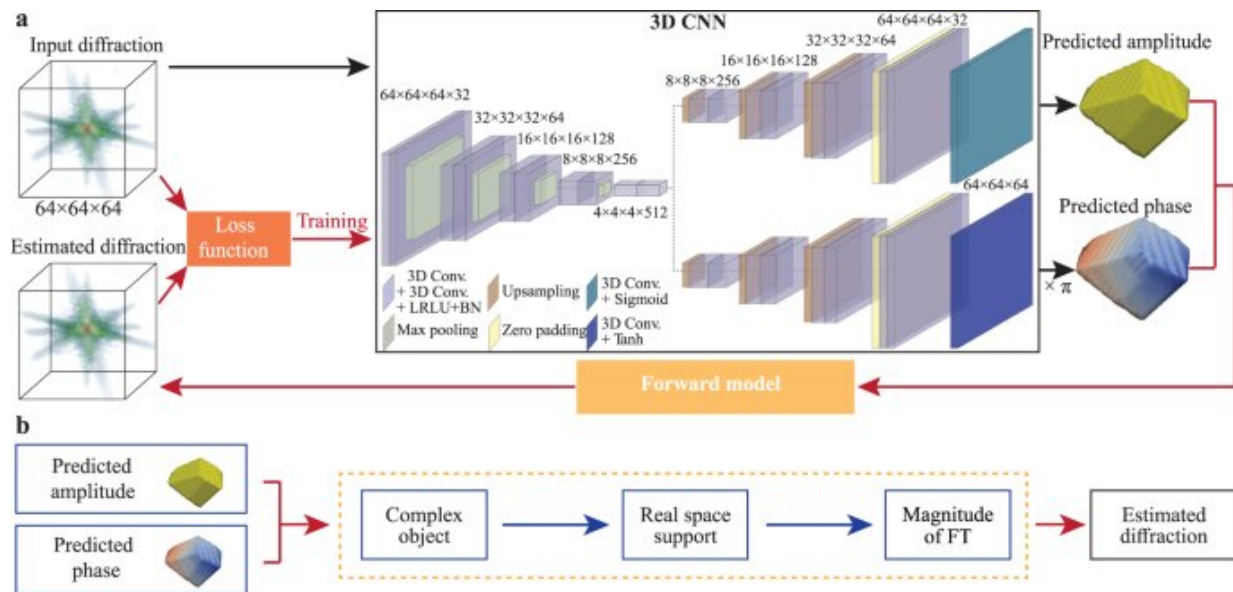 a
Input diffraction
64×64×64
Estimated diffraction
Loss
function
Training
3D CNN
64×64×64×32
32×32×32×64
16×16×16×128
8×8×8×256
4×4×4×512
8×8×8×256
16×16×16×128
32×32×32×64
64×64×64×32
64×64×64
3D Conv.
+ 3D Conv.
+ LRLU+BN
Upsampling
3D Conv.
+ Sigmoid
Max pooling
Zero padding
3D Conv.
+ Tanh
Predicted amplitude
Predicted phase
× π
Forward model
b
Predicted
amplitude
Predicted
phase
Complex
object
Real space
support
Magnitude
of FT
Estimated
diffraction